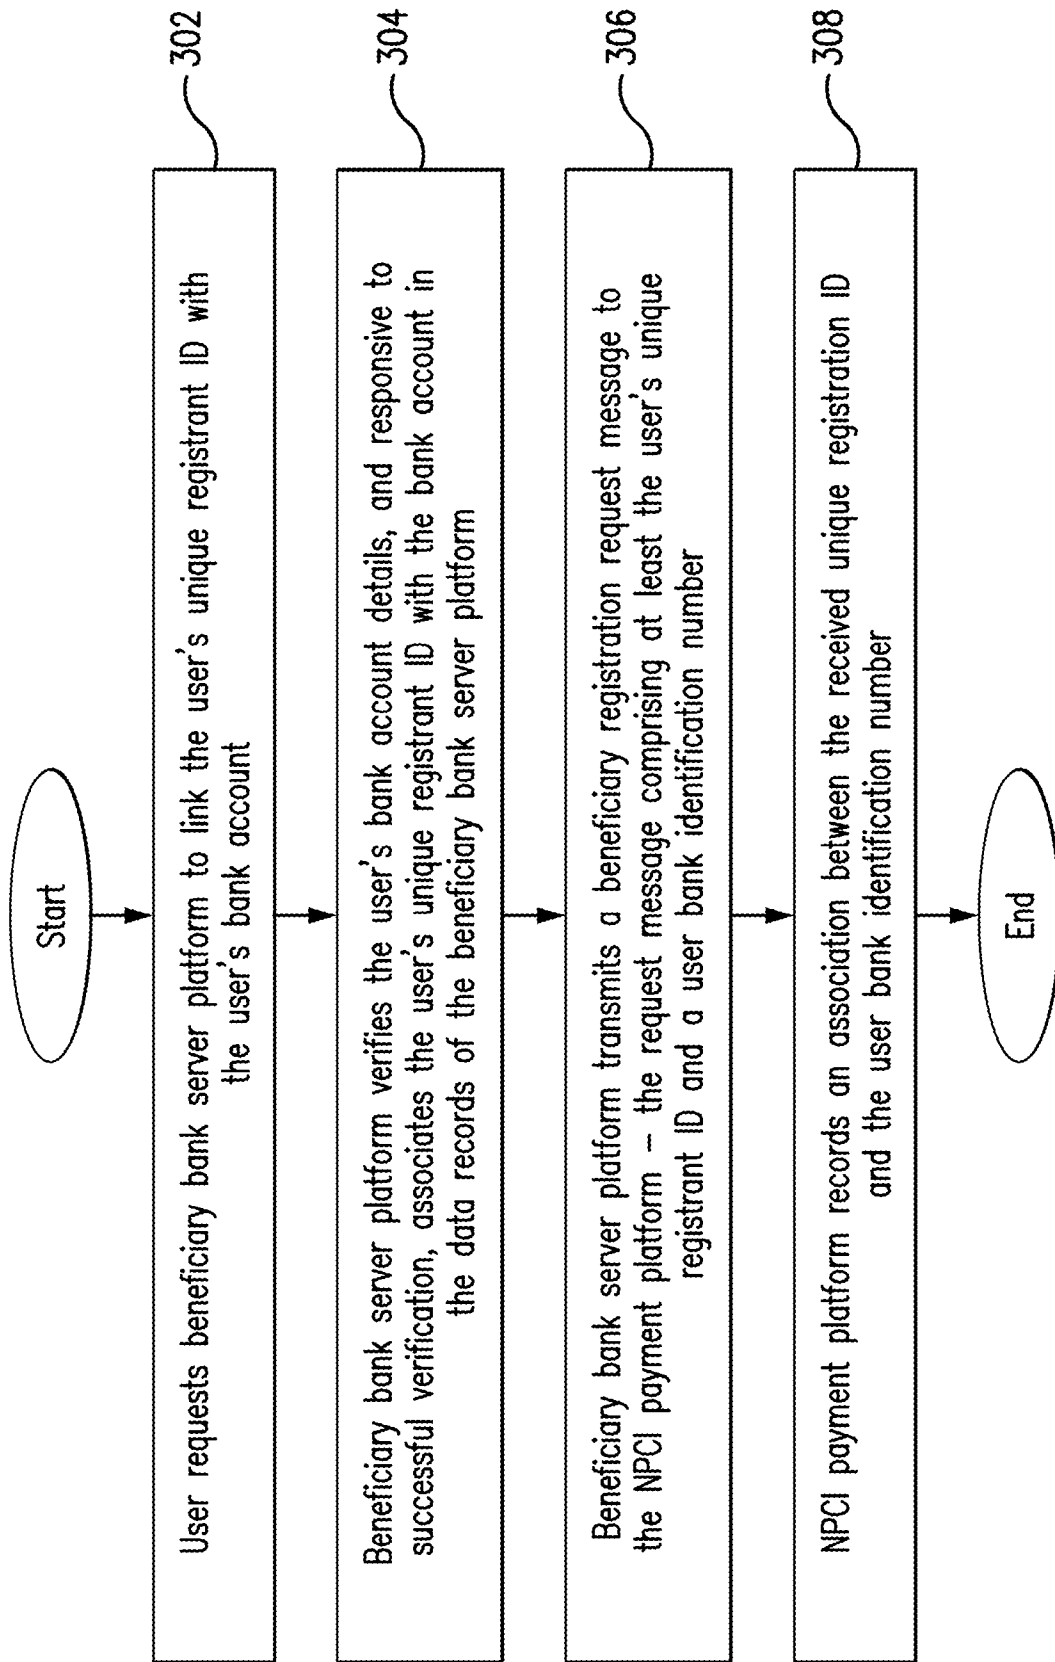 Start
User requests beneficiary bank server platform to link the user's unique registrant ID with
the user's bank account
302
Beneficiary bank server platform verifies the user's bank account details, and responsive to
successful verification, associates the user's unique registrant ID with the bank account in
the data records of the beneficiary bank server platform
304
Beneficiary bank server platform transmits a beneficiary registration request message to
the NPCI payment platform – the request message comprising at least the user's unique
registrant ID and a user bank identification number
306
NPCI payment platform records an association between the received unique registration ID
and the user bank identification number
308
End